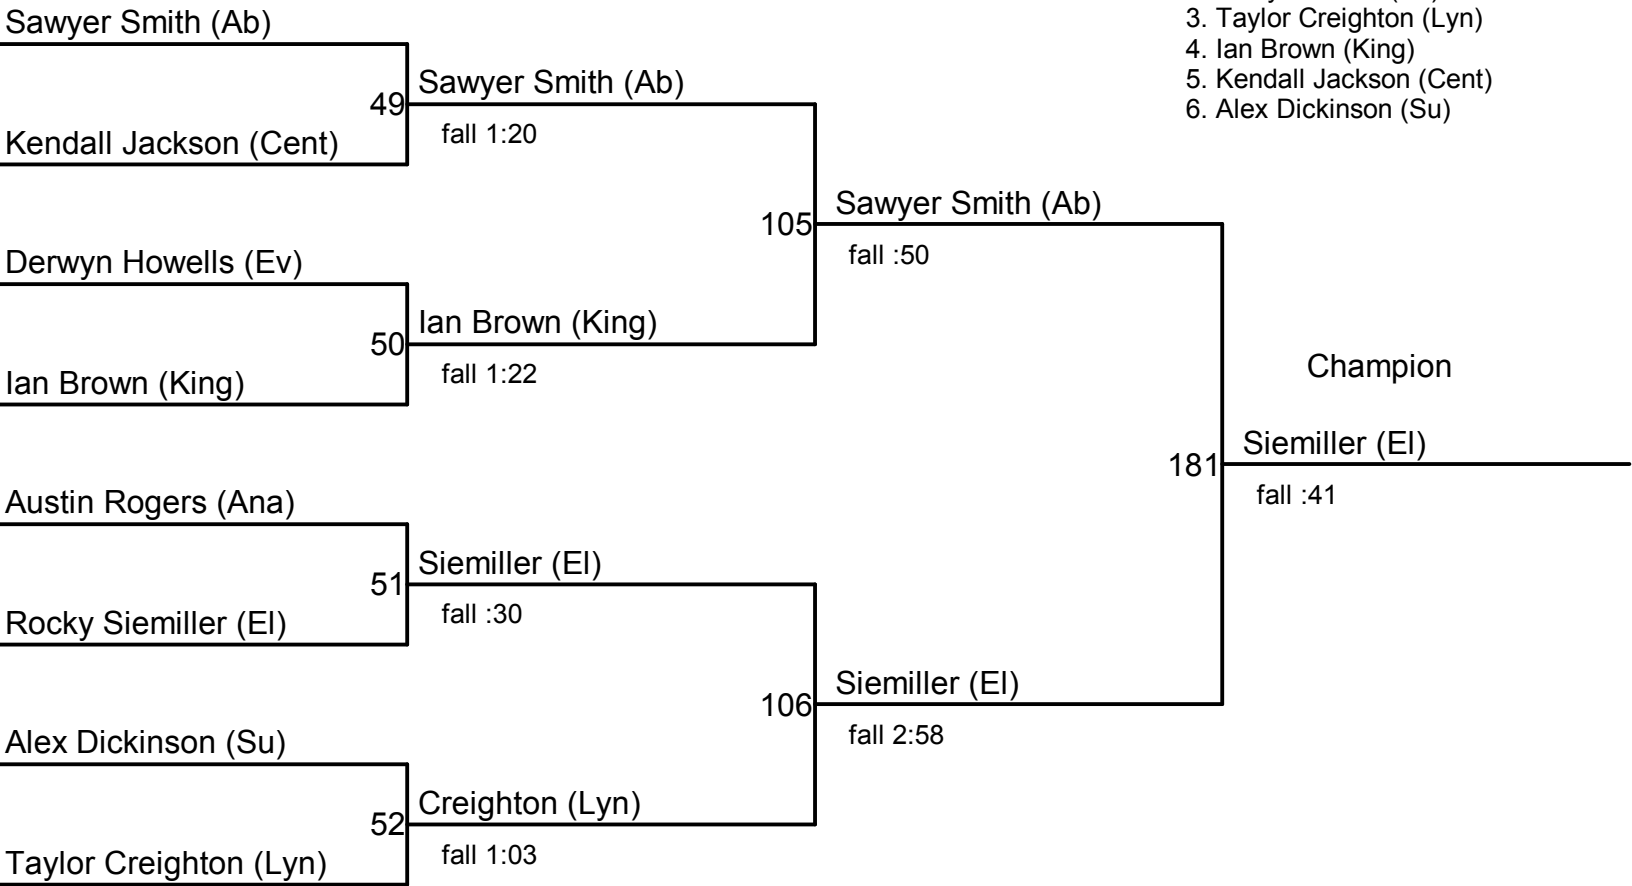 Sawyer Smith (Ab)
3. Taylor Creighton (Lyn)
4. Ian Brown (King)
5. Kendall Jackson (Cent)
6. Alex Dickinson (Su)
49
Sawyer Smith (Ab)
fall 1:20
Kendall Jackson (Cent)
105
Sawyer Smith (Ab)
fall :50
Derwyn Howells (Ev)
50
Ian Brown (King)
fall 1:22
Ian Brown (King)
Champion
181
Siemiller (El)
fall :41
Austin Rogers (Ana)
51
Siemiller (El)
fall :30
Rocky Siemiller (El)
106
Siemiller (El)
fall 2:58
Alex Dickinson (Su)
52
Creighton (Lyn)
fall 1:03
Taylor Creighton (Lyn)